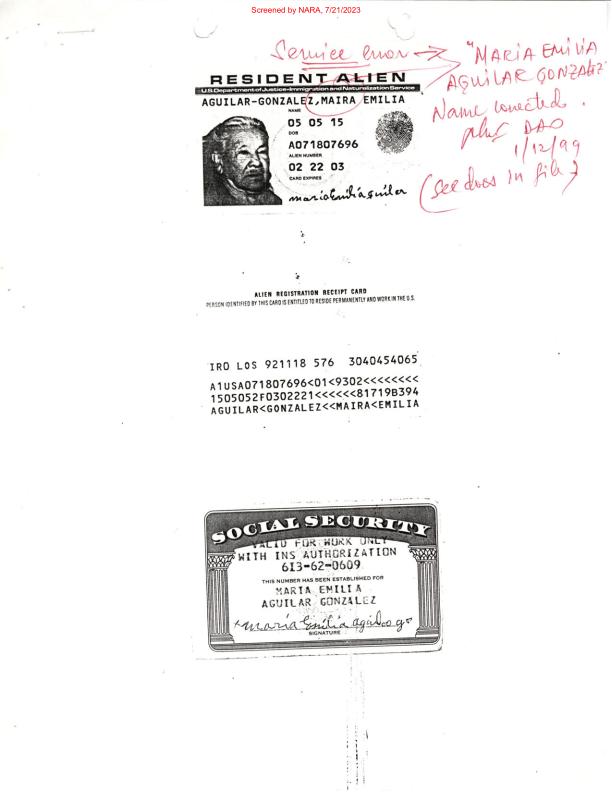 Screened by NARA, 7/21/2023
Service error → "MARIA EMILIA
AGUILAR GONZALEZ"
Name corrected.
DAO
1/12/99
(see docs in file)
RESIDENT ALIEN
U.S. Department of Justice-Immigration and Naturalization Service
AGUILAR-GONZALEZ,MAIRA EMILIA
NAME
05 05 15
DOB
A071807696
ALIEN NUMBER
02 22 03
CARD EXPIRES
ALIEN REGISTRATION RECEIPT CARD
PERSON IDENTIFIED BY THIS CARD IS ENTITLED TO RESIDE PERMANENTLY AND WORK IN THE U.S.
IRO LOS 921118 576 3040454065
A1USA071807696<01<9302<<<<<<<<
1505052F0302221<<<<<<81719B394
AGUILAR<GONZALEZ<<MAIRA<EMILIA
SOCIAL SECURITY
VALID FOR WORK ONLY
WITH INS AUTHORIZATION
613-62-0609
THIS NUMBER HAS BEEN ESTABLISHED FOR
MARIA EMILIA
AGUILAR GONZALEZ
maría Emilia
SIGNATURE